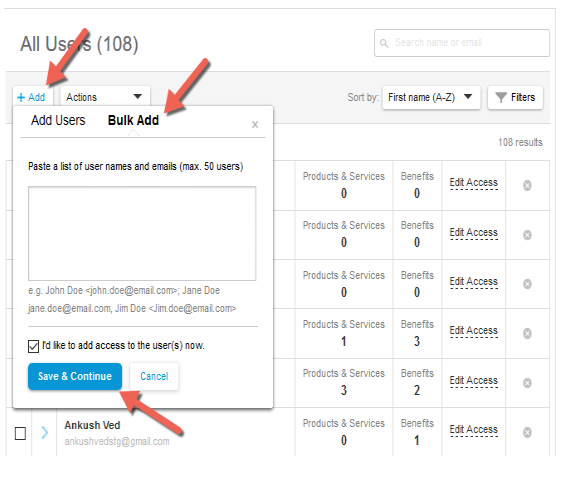 All Users (108)
Search name or email
+ Add
Actions
Sort by:
First name (A-Z)
Filters
Add Users
Bulk Add
x
108 results
Paste a list of user names and emails (max. 50 users)
e.g. John Doe <john.doe@email.com>; Jane Doe
jane.doe@email.com, Jim Doe <Jim.doe@email.com>
I'd like to add access to the user(s) now.
Save & Continue
Cancel
Products & Services Benefits Edit Access
0 0
Products & Services Benefits Edit Access
0 0
Products & Services Benefits Edit Access
0 0
Products & Services Benefits Edit Access
1 3
Products & Services Benefits Edit Access
3 2
Ankush Ved Products & Services Benefits Edit Access
ankushvedstg@gmail.com 0 1